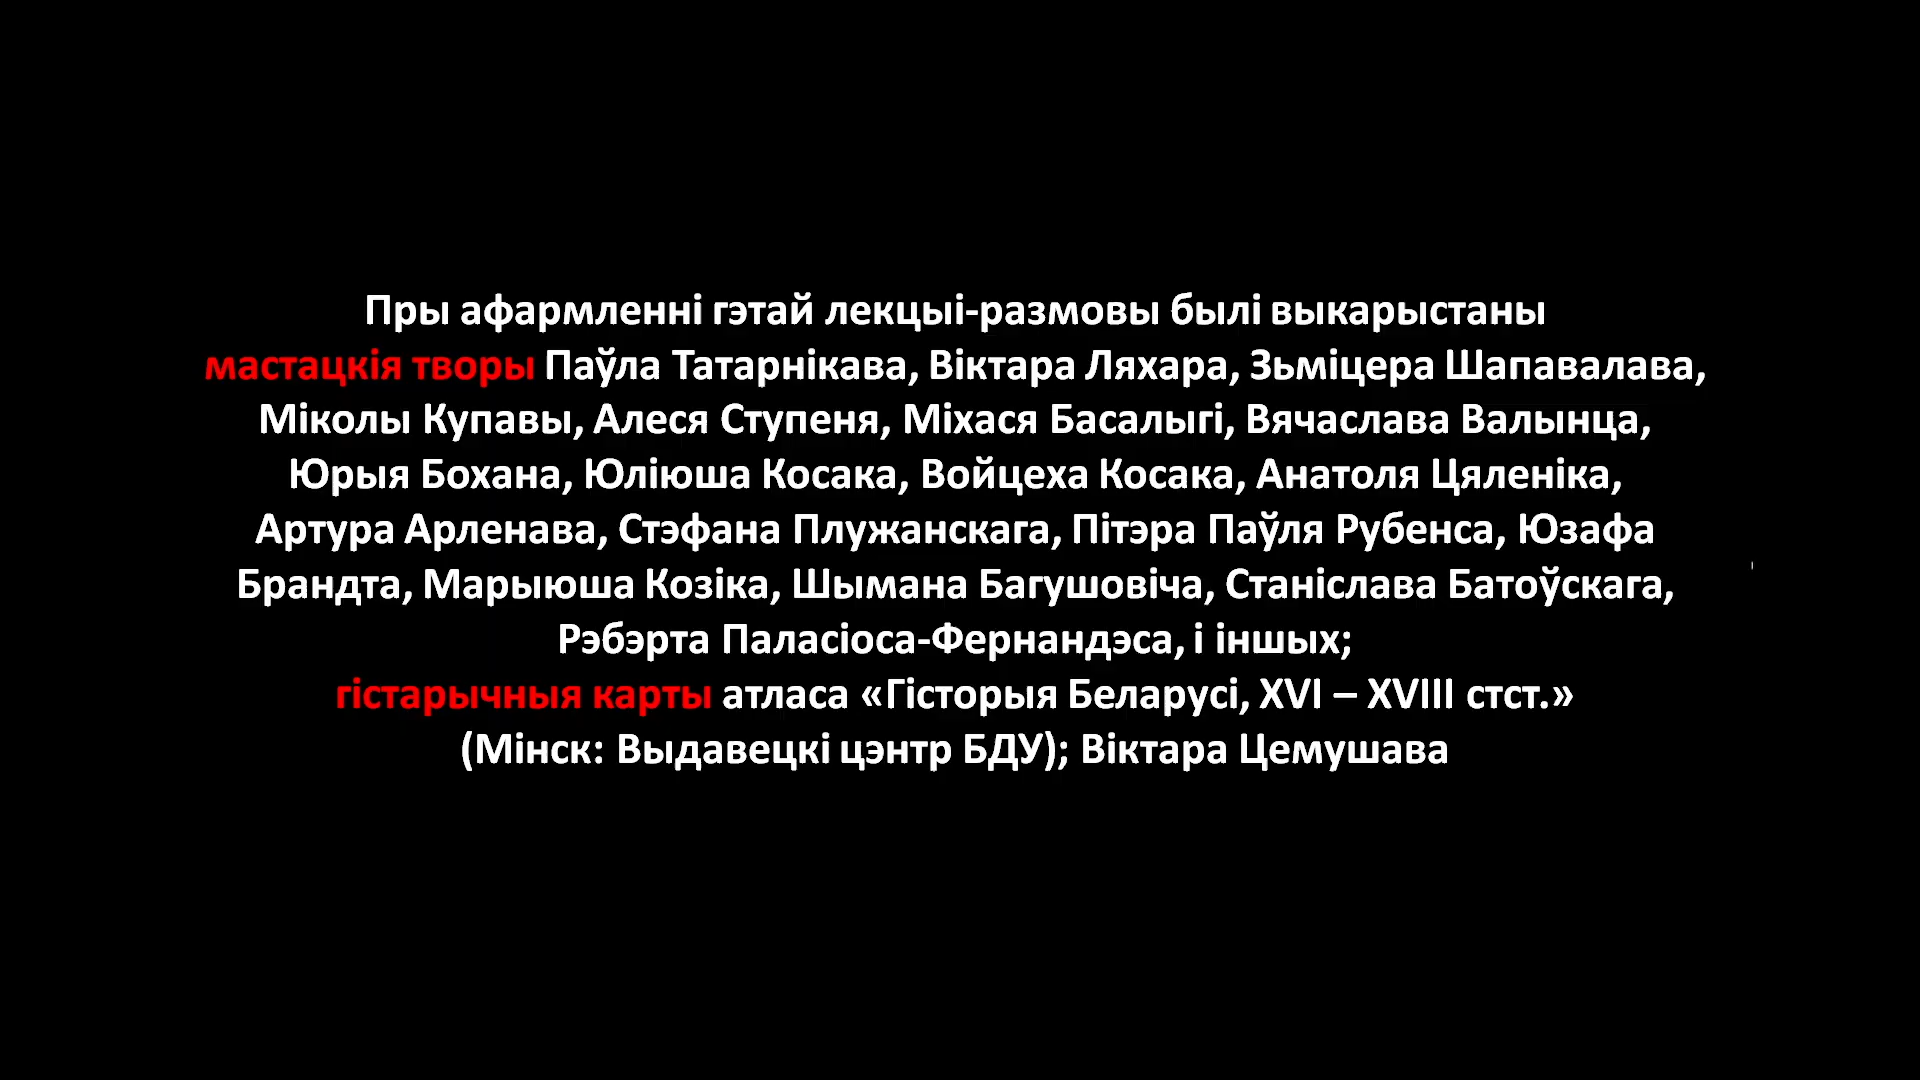 Пры афармленні гэтай лекцыі-размовы былі выкарыстаны
мастацкія творы Паўла Татарнікава, Віктара Ляхара, Зьміцера Шапавалава,
Міколы Купавы, Алеся Ступеня, Міхася Басалыгі, Вячаслава Валынца,
Юрыя Бохана, Юліюша Косака, Войцеха Косака, Анатоля Цяленіка,
Артура Арленава, Стэфана Плужанскага, Пітэра Паўля Рубенса, Юзафа
Брандта, Марыюша Козіка, Шымана Багушовіча, Станіслава Батоўскага,
Рэбэрта Паласіоса-Фернандэса, і іншых;
гістарычныя карты атласа «Гісторыя Беларусі, XVI – XVIII стст.»
(Мінск: Выдавецкі цэнтр БДУ); Віктара Цемушава